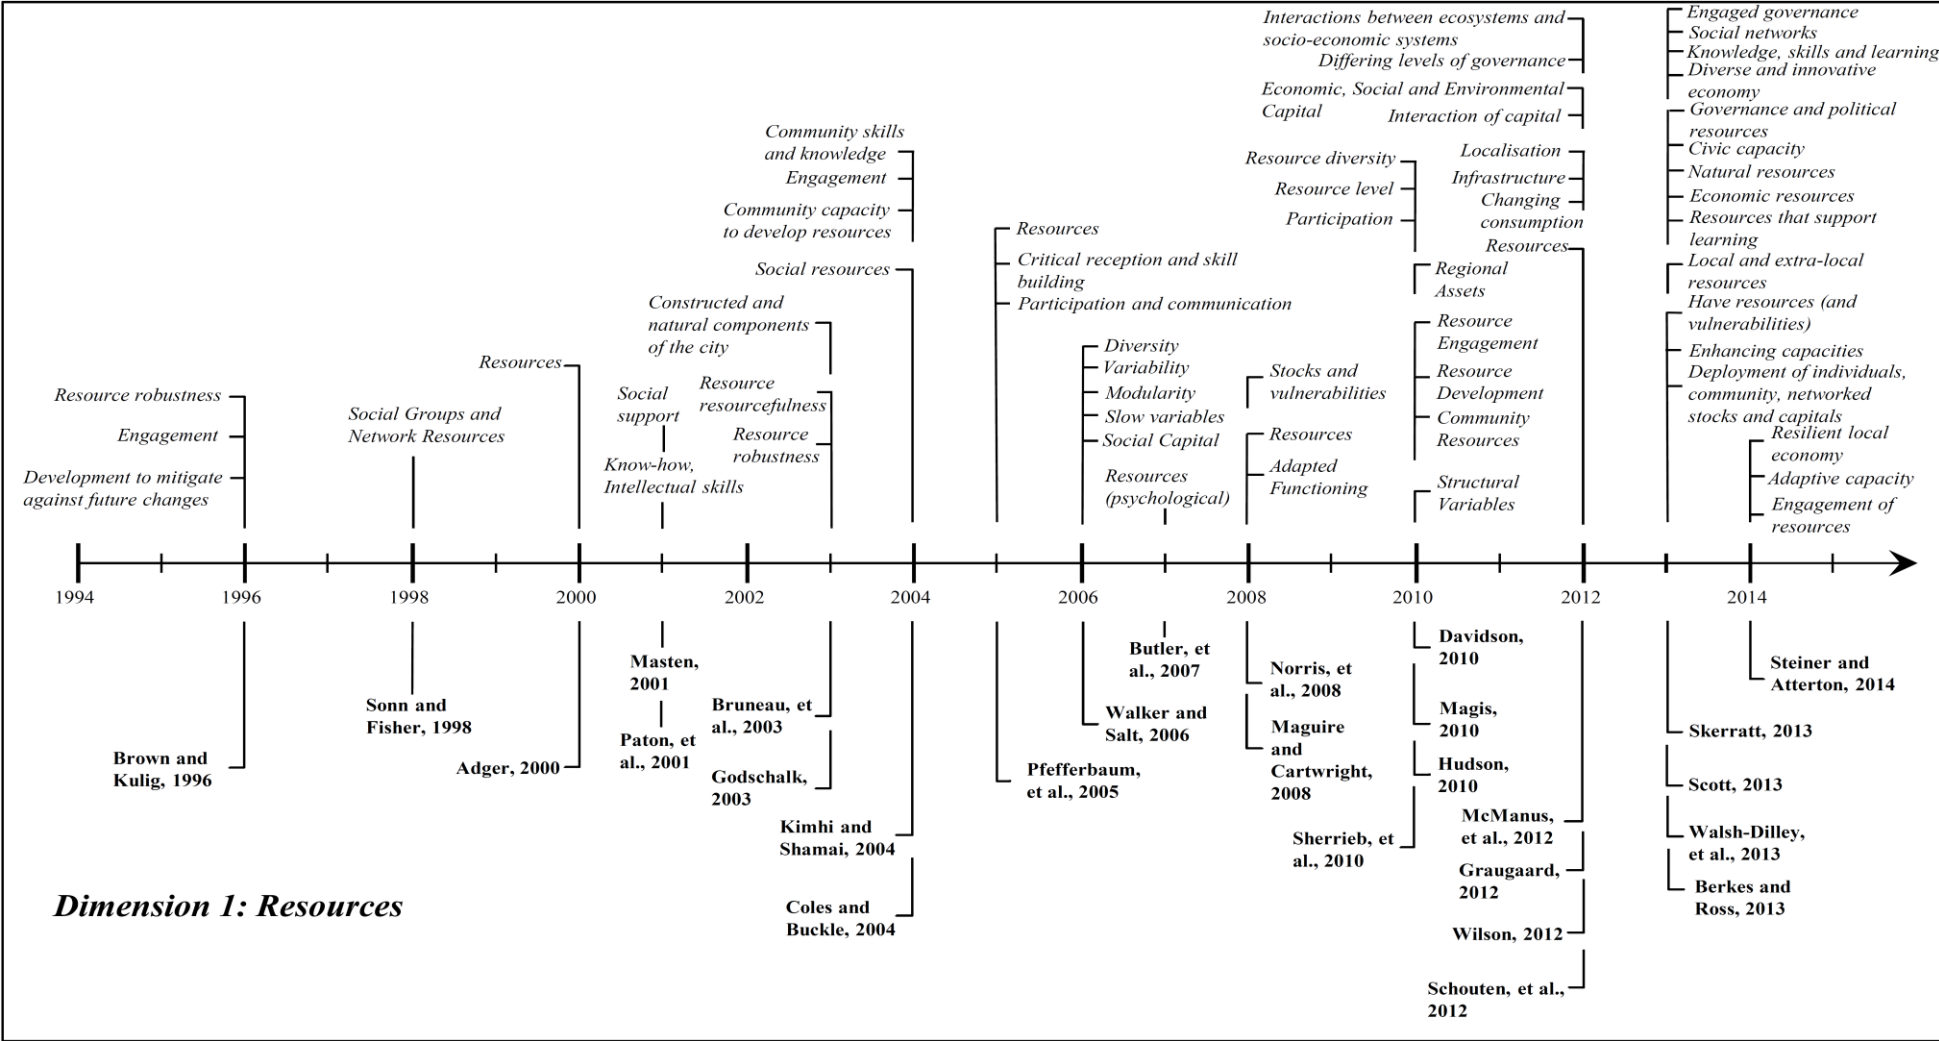 Resource robustness
Engagement
Development to mitigate
against future changes
Social Groups and
Network Resources
Resources
Social
support
Know-how,
Intellectual skills
Constructed and
natural components
of the city
Resource
resourcefulness
Resource
robustness
Community skills
and knowledge
Engagement
Community capacity
to develop resources
Social resources
Resources
Critical reception and skill
building
Participation and communication
Diversity
Variability
Modularity
Slow variables
Social Capital
Resources
(psychological)
Stocks and
vulnerabilities
Resources
Adapted
Functioning
Resource diversity
Resource level
Participation
Regional
Assets
Resource
Engagement
Resource
Development
Community
Resources
Structural
Variables
Interactions between ecosystems and
socio-economic systems
Differing levels of governance
Economic, Social and Environmental
Capital
Interaction of capital
Localisation
Infrastructure
Changing
consumption
Resources
Engaged governance
Social networks
Knowledge, skills and learning
Diverse and innovative
economy
Governance and political
resources
Civic capacity
Natural resources
Economic resources
Resources that support
learning
Local and extra-local
resources
Have resources (and
vulnerabilities)
Enhancing capacities
Deployment of individuals,
community, networked
stocks and capitals
Resilient local
economy
Adaptive capacity
Engagement of
resources
1994
1996
1998
2000
2002
2004
2006
2008
2010
2012
2014
Brown and
Kulig, 1996
Sonn and
Fisher, 1998
Adger, 2000
Masten,
2001
Paton, et
al., 2001
Bruneau, et
al., 2003
Godschalk,
2003
Kimhi and
Shamai, 2004
Coles and
Buckle, 2004
Pfefferbaum,
et al., 2005
Walker and
Salt, 2006
Butler, et
al., 2007
Norris, et
al., 2008
Maguire
and
Cartwright,
2008
Davidson,
2010
Magis,
2010
Hudson,
2010
Sherrieb, et
al., 2010
McManus,
et al., 2012
Graugaard,
2012
Wilson, 2012
Schouten, et al.,
2012
Skerratt, 2013
Scott, 2013
Walsh-Dilley,
et al., 2013
Berkes and
Ross, 2013
Steiner and
Atterton, 2014
Dimension 1: Resources